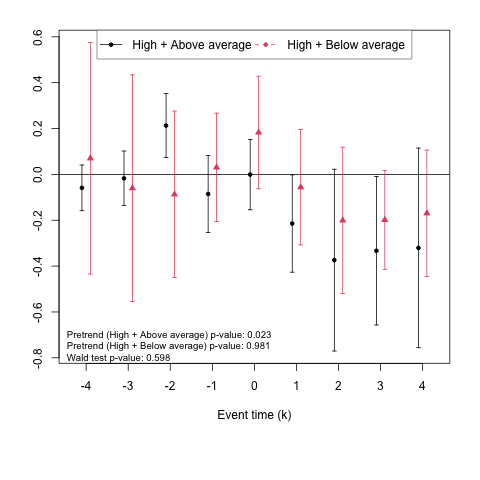 High + Above average
High + Below average
0.6
0.4
0.2
0.0
-0.2
-0.4
-0.6
-0.8
Pretrend (High + Above average) p-value: 0.023
Pretrend (High + Below average) p-value: 0.981
Wald test p-value: 0.598
-4 -3 -2 -1 0 1 2 3 4
Event time (k)